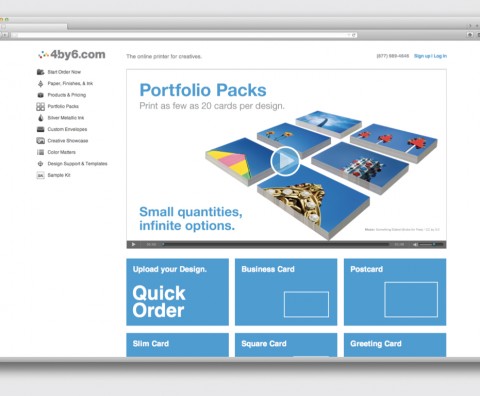 4by6.com
The online printer for creatives.
Sign up | Log in
Start Order Now
Paper, Finishes, & Ink
Products & Pricing
Portfolio Packs
Silver Metallic Ink
Custom Envelopes
Creative Showcase
Color Matters
Design Support & Templates
Sample Kit
Portfolio Packs
Print as few as 20 cards per design.
Small quantities,
infinite options.
Upload your Design.
Quick
Order
Business Card
Postcard
Slim Card
Square Card
Greeting Card